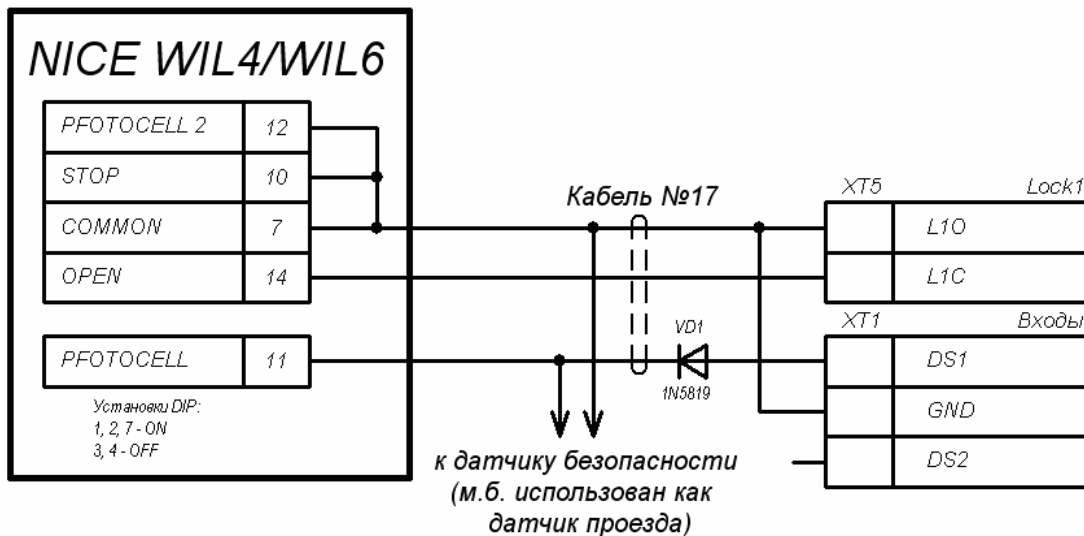 NICE WIL4/WIL6
PFOTOCELL 2 12
STOP 10
COMMON 7
OPEN 14
PFOTOCELL 11
Установки DIP:
1, 2, 7 - ON
3, 4 - OFF
Кабель №17
VD1
1N5819
к датчику безопасности
(м.б. использован как
датчик проезда)
XT5 Lock1
L1O
L1C
XT1 Входы
DS1
GND
DS2